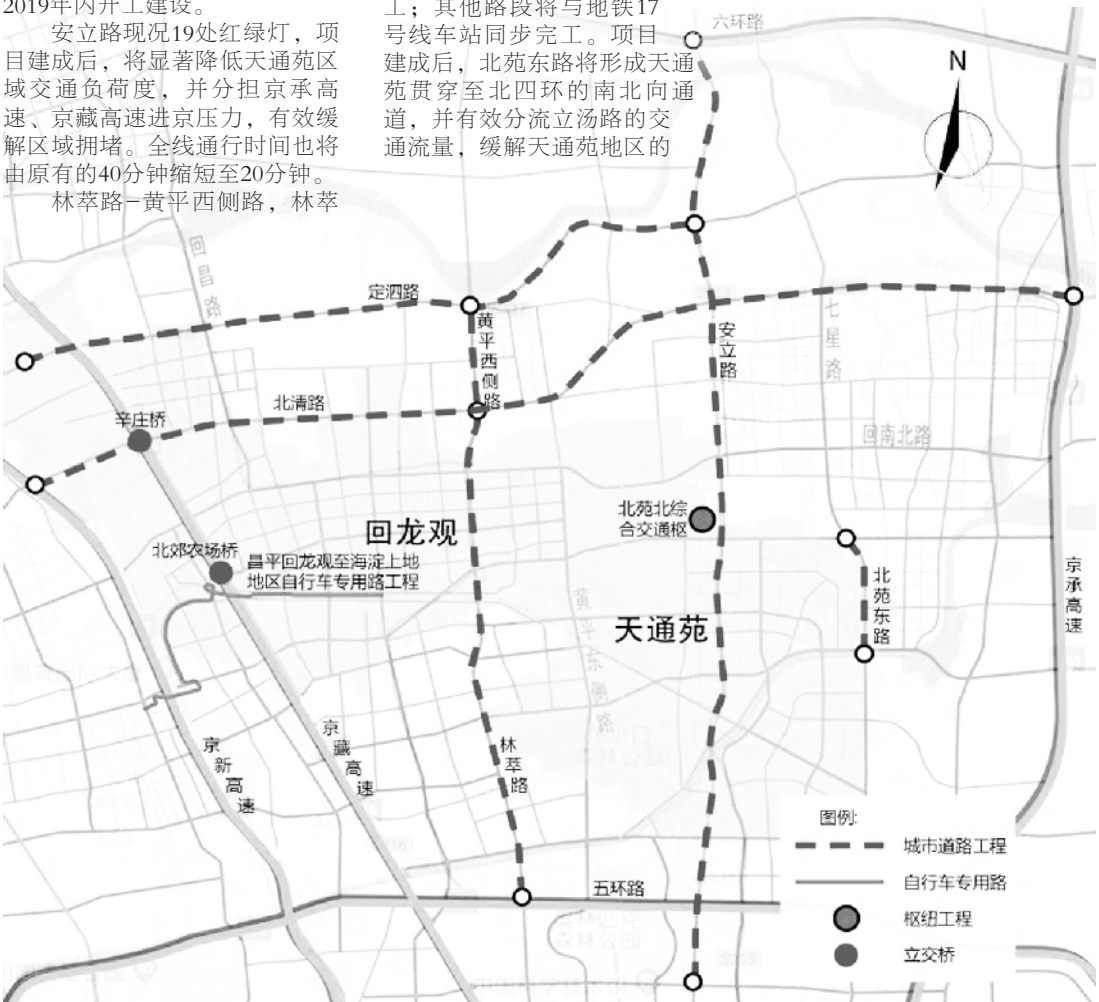 2019年内开工建设。
安立路现况19处红绿灯，项
目建成后，将显著降低天通苑区
域交通负荷度，并分担京承高
速、京藏高速进京压力，有效缓
解区域拥堵。全线通行时间也将
由原有的40分钟缩短至20分钟。
林萃路-黄平西侧路，林萃
工；其他路段将与地铁17
号线车站同步完工。项目
建成后，北苑东路将形成天通
苑贯穿至北四环的南北向通
道，并有效分流立汤路的交
通流量，缓解天通苑地区的
六环路
N
回昌路
定泗路
黄平西侧路
安立路
七星路
北清路
辛庄桥
回南北路
回龙观
北苑北综
合交通枢
北郊农场桥
昌平回龙观至海淀上地
地区自行车专用路工程
北苑东路
京承高速
黄平东侧路
天通苑
京新高速
京藏高速
林萃路
森林公园
五环路
森林公园
图例:
城市道路工程
自行车专用路
枢纽工程
立交桥